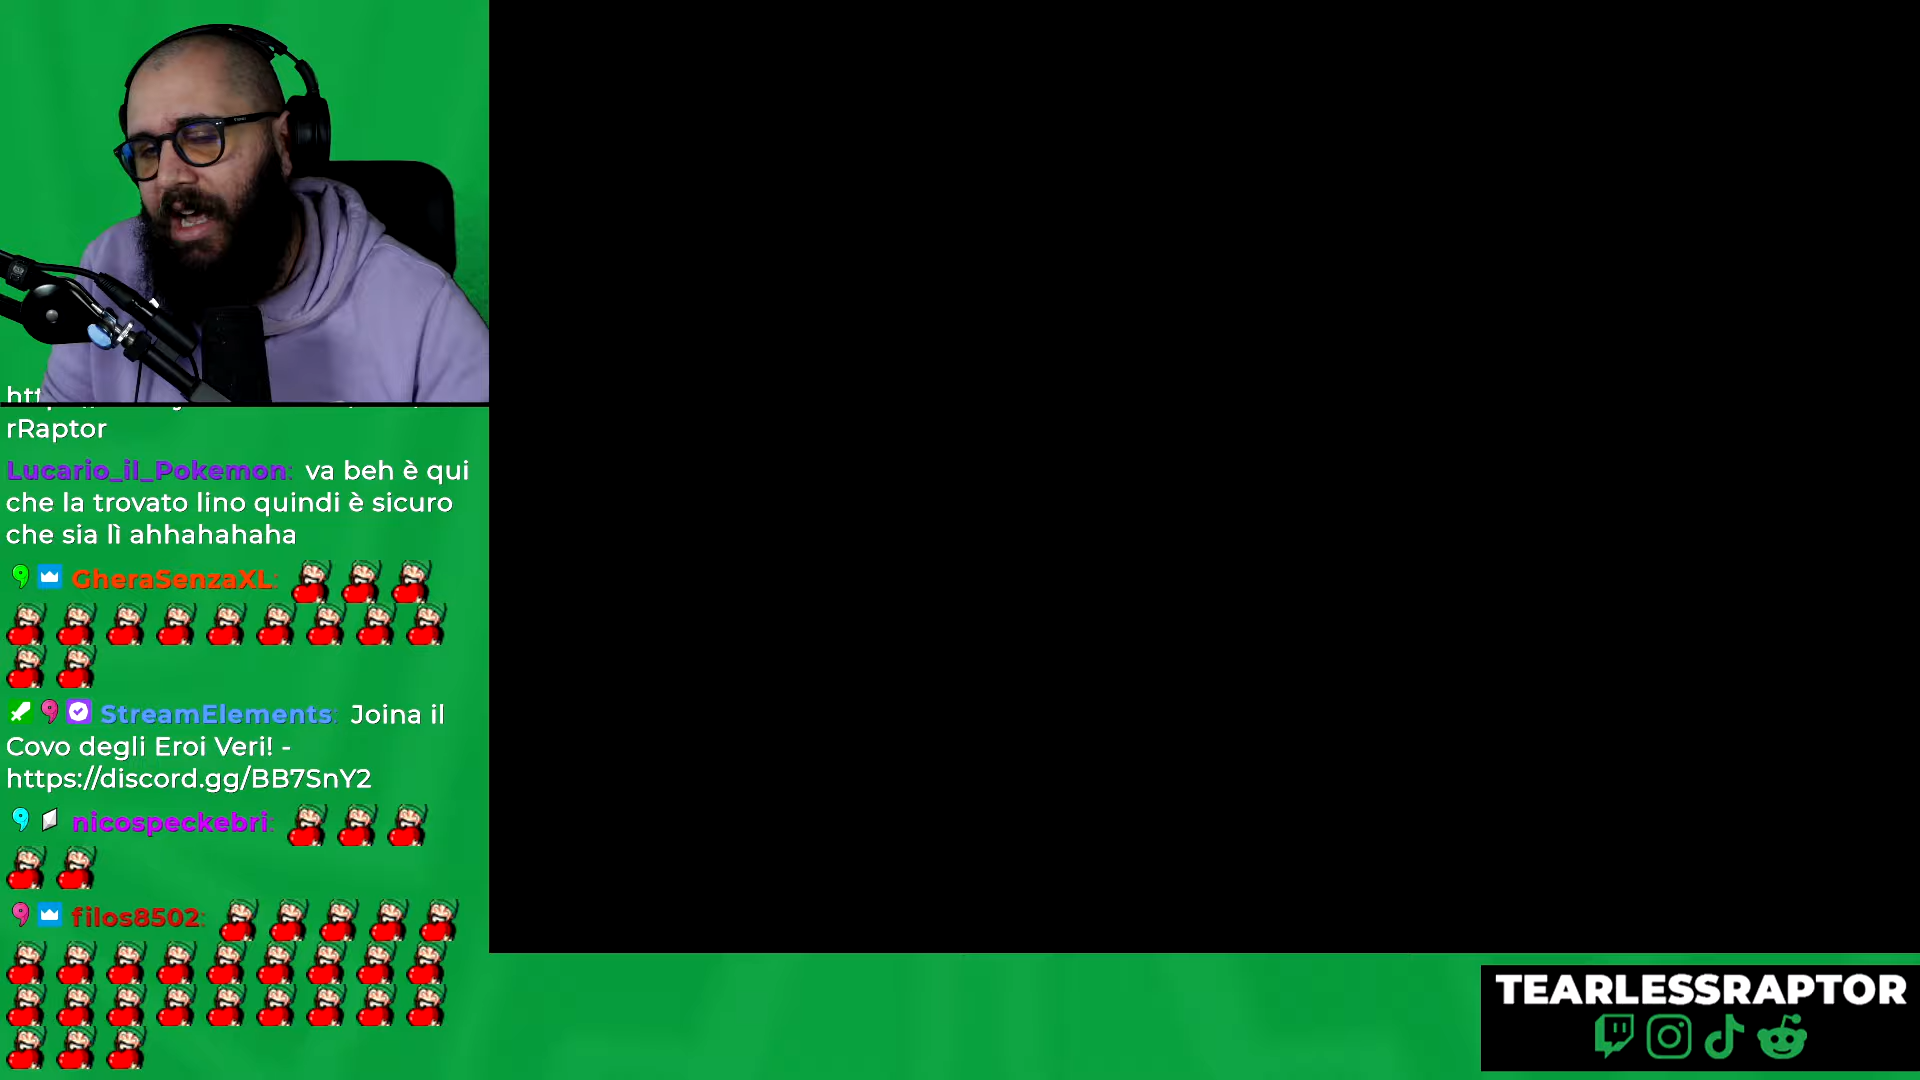 rRaptor
Lucario_il_Pokemon: va beh è qui
che la trovato lino quindi è sicuro
che sia lì ahhahahaha
GheraSenzaXL:
StreamElements: Joina il
Covo degli Eroi Veri! -
https://discord.gg/BB7SnY2
nicospeckebri:
filos8502:
TEARLESSRAPTOR